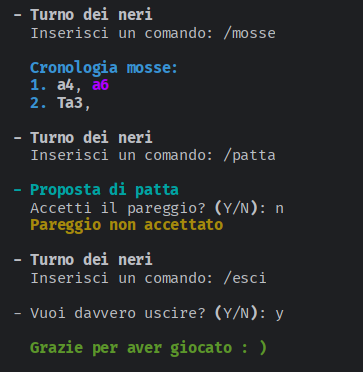 - Turno dei neri
Inserisci un comando: /mosse
Cronologia mosse:
1. a4, a6
2. Ta3,
- Turno dei neri
Inserisci un comando: /patta
- Proposta di patta
Accetti il pareggio? (Y/N): n
Pareggio non accettato
- Turno dei neri
Inserisci un comando: /esci
- Vuoi davvero uscire? (Y/N): y
Grazie per aver giocato : )